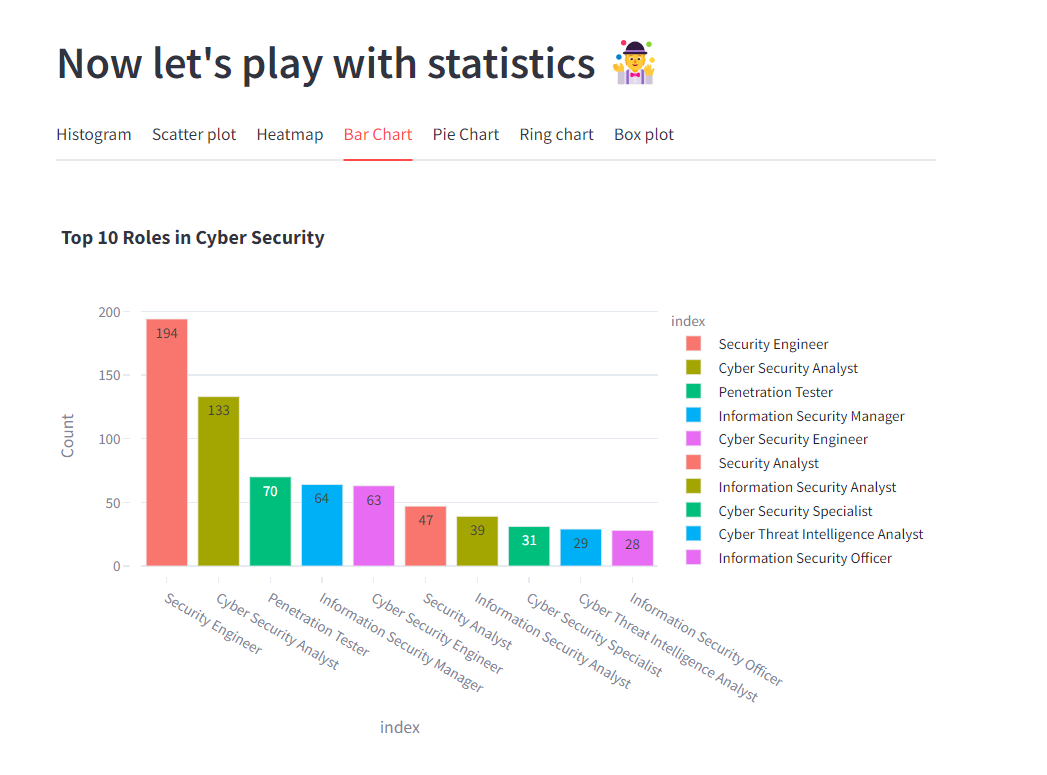 Now let's play with statistics
Histogram Scatter plot Heatmap Bar Chart Pie Chart Ring chart Box plot
Top 10 Roles in Cyber Security
Count
200
150
100
50
0
194
133
70
64
63
47
39
31
29
28
Security Engineer
Cyber Security Analyst
Penetration Tester
Information Security Manager
Cyber Security Engineer
Security Analyst
Information Security Analyst
Cyber Security Specialist
Cyber Threat Intelligence Analyst
Information Security Officer
index
index
Security Engineer
Cyber Security Analyst
Penetration Tester
Information Security Manager
Cyber Security Engineer
Security Analyst
Information Security Analyst
Cyber Security Specialist
Cyber Threat Intelligence Analyst
Information Security Officer